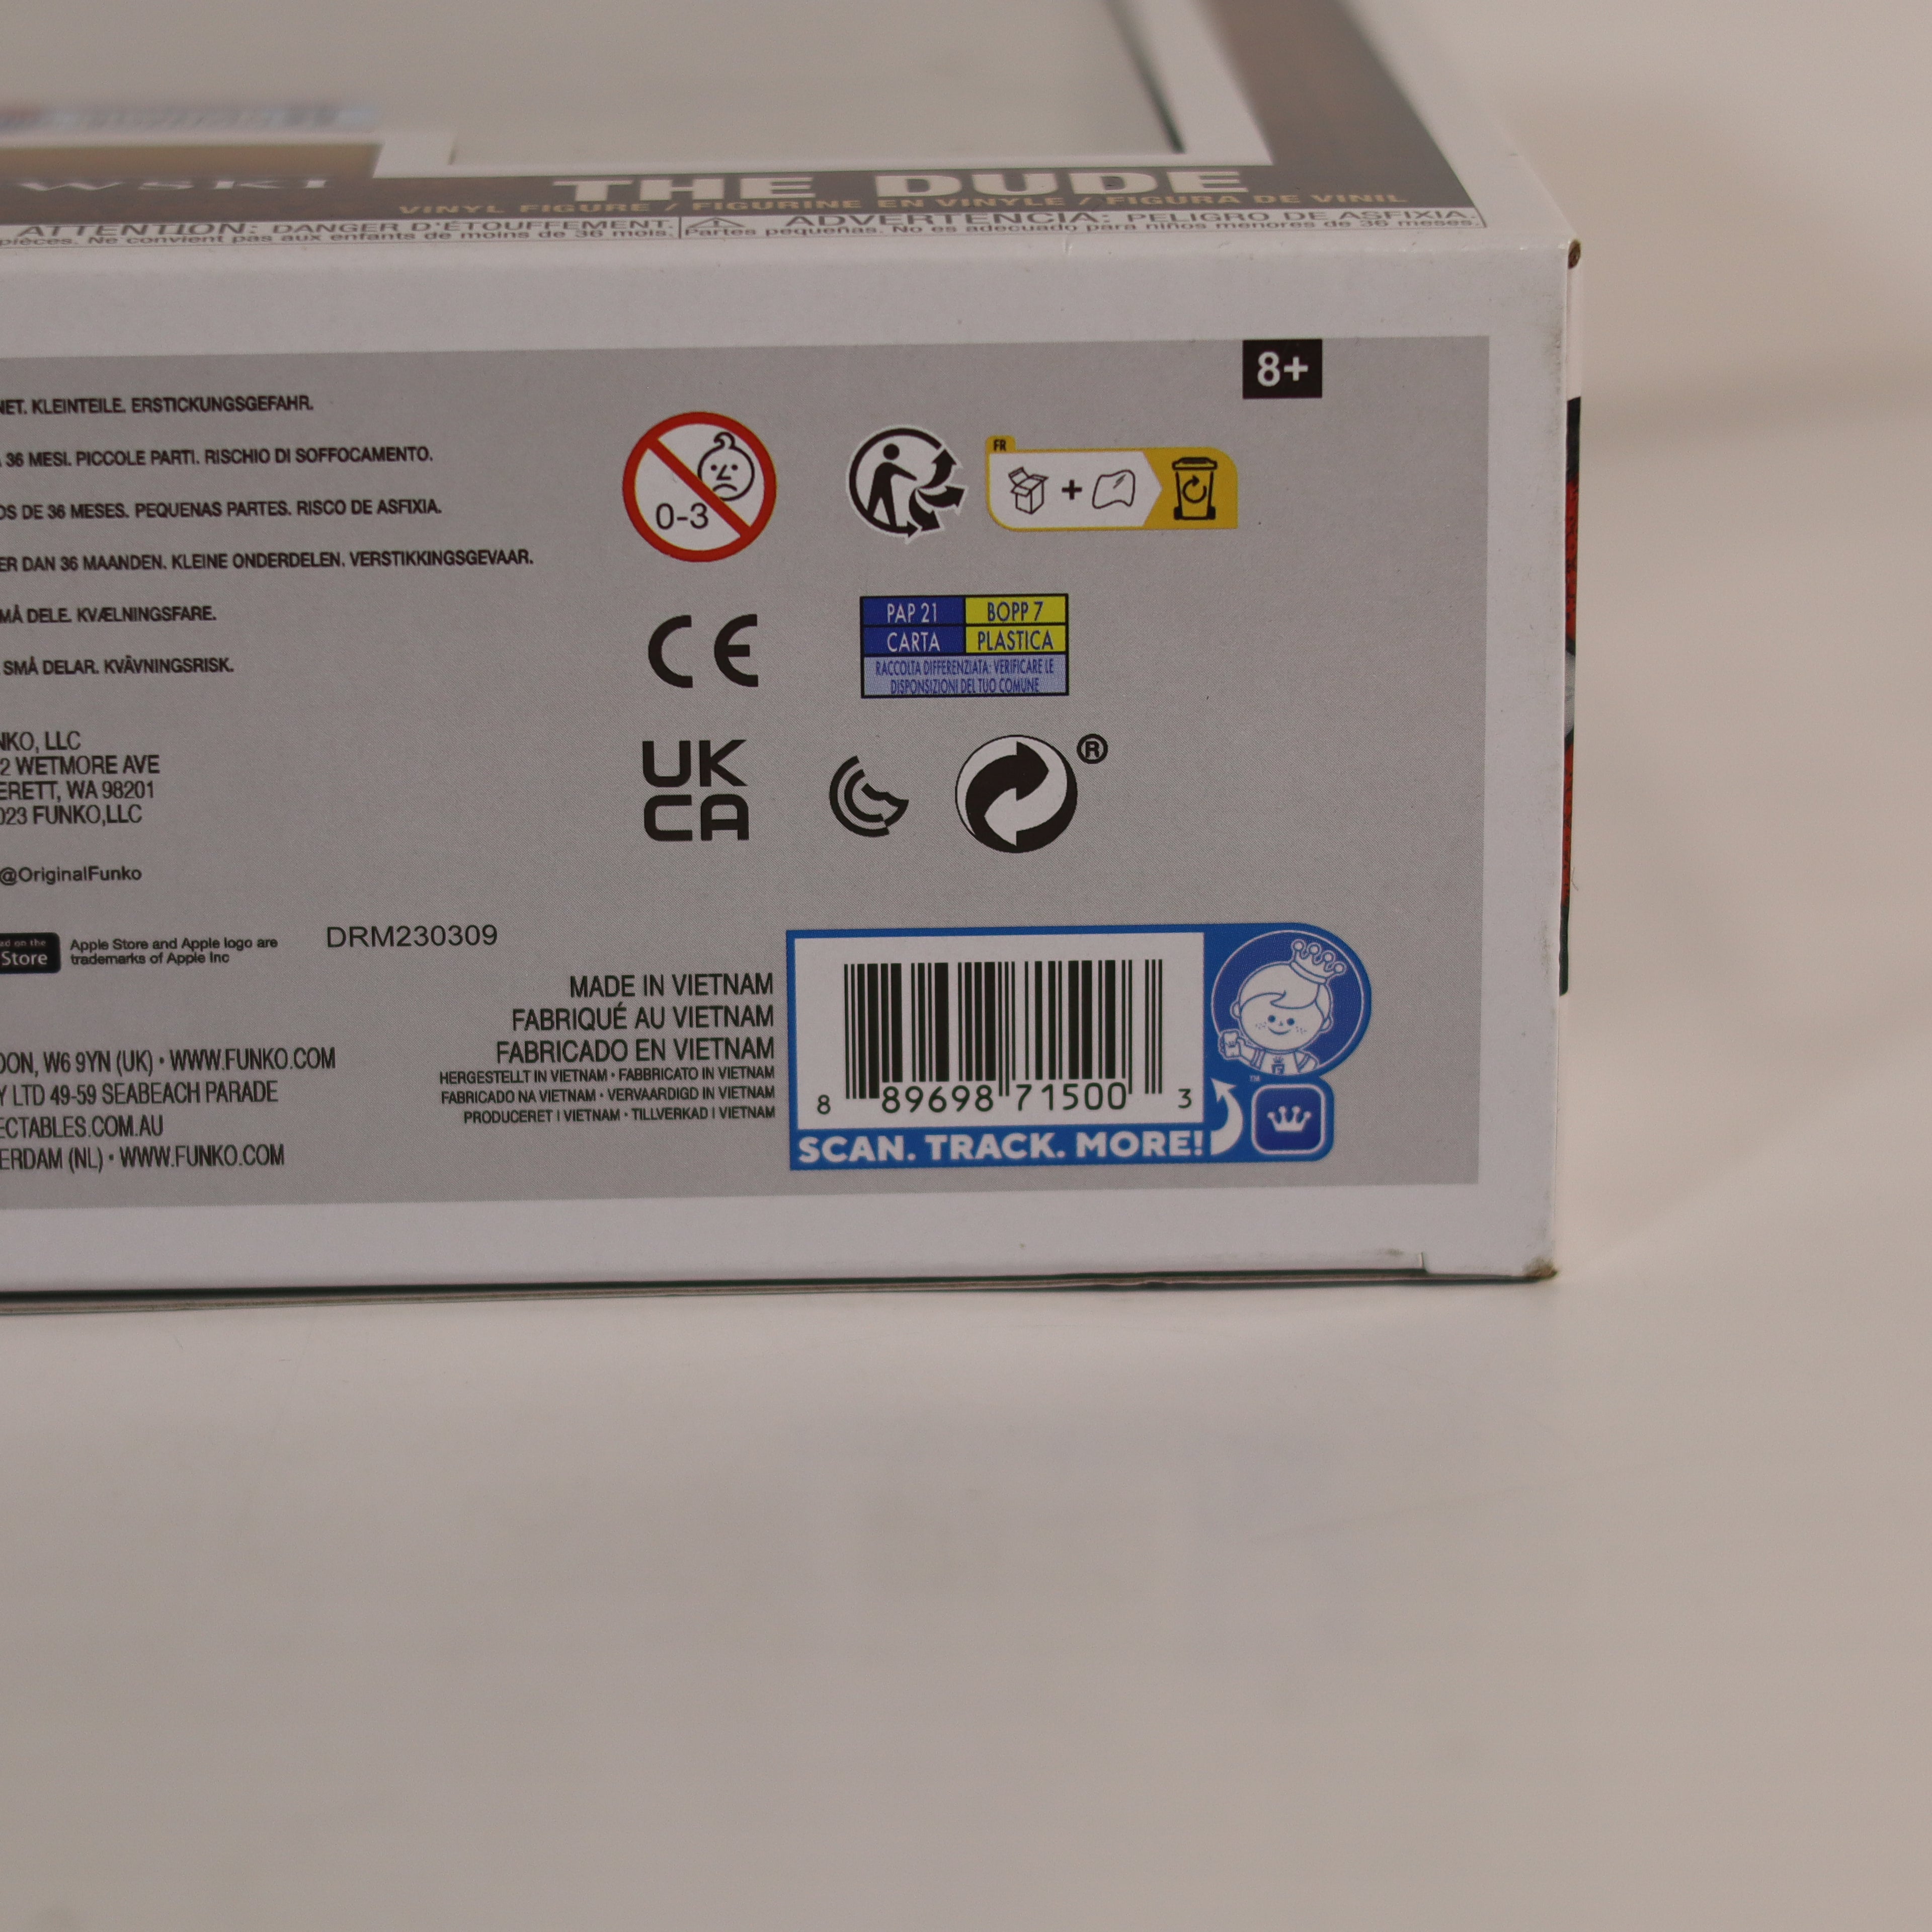 WSKI
THE DUDE
VINYL FIGURE / FIGURINE EN VINYLE / FIGURA DE VINIL
ATTENTION: DANGER D'ÉTOUFFEMENT.
pièces. Ne convient pas aux enfants de moins de 36 mois.
ADVERTENCIA: PELIGRO DE ASFIXIA.
Partes pequeñas. No es adecuado para niños menores de 36 meses.
8+
NET. KLEINTEILE. ERSTICKUNGSGEFAHR.
36 MESI. PICCOLE PARTI. RISCHIO DI SOFFOCAMENTO.
OS DE 36 MESES. PEQUENAS PARTES. RISCO DE ASFIXIA.
ER DAN 36 MAANDEN. KLEINE ONDERDELEN. VERSTIKKINGSGEVAAR.
MÅ DELE. KVÆLNINGSFARE.
SMÅ DELAR. KVÄVNINGSRISK.
0-3
FR
+
CE
PAP 21
BOPP 7
CARTA
PLASTICA
RACCOLTA DIFFERENZIATA: VERIFICARE LE
DISPONSIZIONI DEL TUO COMUNE
UK
CA
®
NKO, LLC
2 WETMORE AVE
ERETT, WA 98201
023 FUNKO,LLC
@OriginalFunko
ed on the
Store
Apple Store and Apple logo are
trademarks of Apple Inc
DRM230309
MADE IN VIETNAM
FABRIQUÉ AU VIETNAM
FABRICADO EN VIETNAM
HERGESTELLT IN VIETNAM • FABBRICATO IN VIETNAM
FABRICADO NA VIETNAM • VERVAARDIGD IN VIETNAM
PRODUCERET I VIETNAM • TILLVERKAD I VIETNAM
DON, W6 9YN (UK) • WWW.FUNKO.COM
Y LTD 49-59 SEABEACH PARADE
ECTABLES.COM.AU
ERDAM (NL) • WWW.FUNKO.COM
8 89698 71500 3
SCAN. TRACK. MORE!
TM